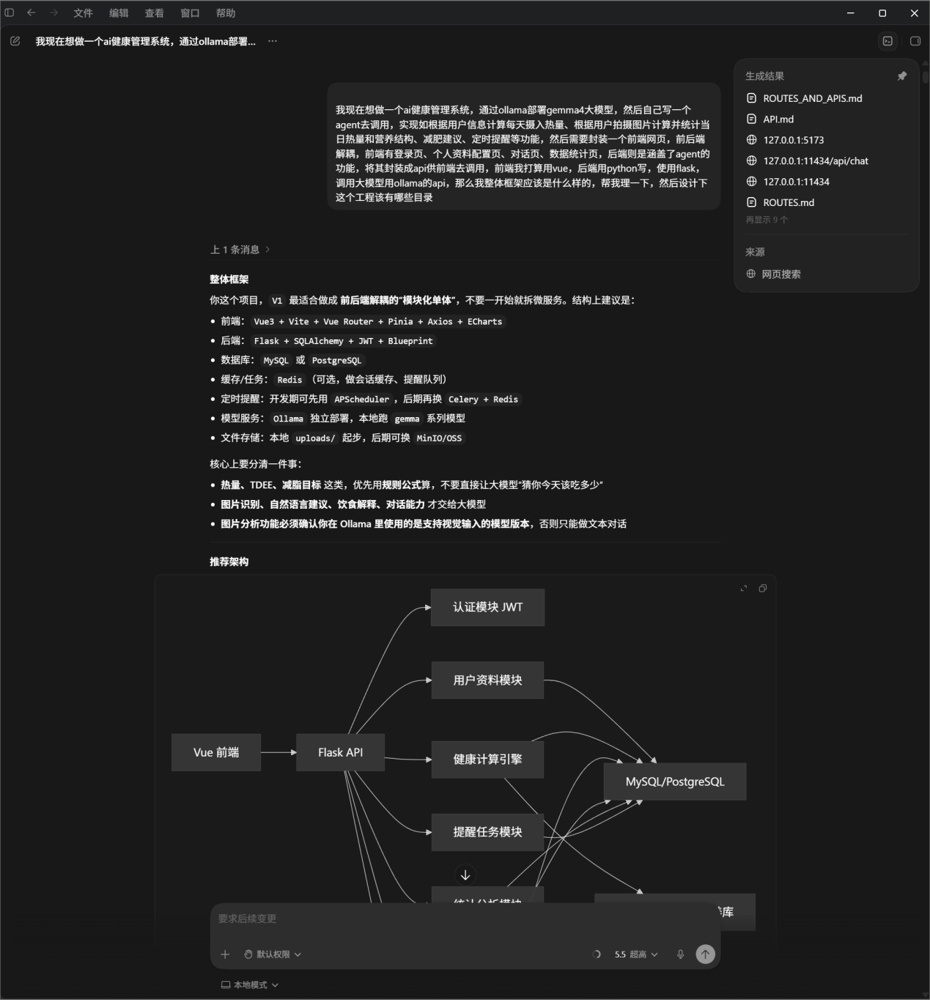 文件 编辑 查看 窗口 帮助
我现在想做一个ai健康管理系统，通过ollama部署... ···
生成结果
ROUTES_AND_APIS.md
API.md
127.0.0.1:5173
127.0.0.1:11434/api/chat
127.0.0.1:11434
ROUTES.md
再显示 9 个
来源
网页搜索
我现在想做一个ai健康管理系统，通过ollama部署gemma4大模型，然后自己写一个
agent去调用，实现如根据用户信息计算每天摄入热量、根据用户拍摄图片计算并统计当
日热量和营养结构、减肥建议、定时提醒等功能，然后需要封装一个前端网页，前后端
解耦，前端有登录页、个人资料配置页、对话页、数据统计页，后端则是涵盖了agent的
功能，将其封装成api供前端去调用，前端我打算用vue，后端用python写，使用flask，
调用大模型用ollama的api，那么我整体框架应该是什么样的，帮我理一下，然后设计下
这个工程该有哪些目录
上 1 条消息 >
整体框架
你这个项目， V1 最适合做成 前后端解耦的“模块化单体”，不要一开始就拆微服务。结构上建议是：
• 前端： Vue3 + Vite + Vue Router + Pinia + Axios + ECharts
• 后端： Flask + SQLAlchemy + JWT + Blueprint
• 数据库： MySQL 或 PostgreSQL
• 缓存/任务： Redis （可选，做会话缓存、提醒队列）
• 定时提醒：开发期可先用 APScheduler ，后期再换 Celery + Redis
• 模型服务： Ollama 独立部署，本地跑 gemma 系列模型
• 文件存储：本地 uploads/ 起步，后期可换 MinIO/OSS
核心上要分清一件事：
• 热量、TDEE、减脂目标 这类，优先用规则公式算，不要直接让大模型“猜你今天该吃多少”
• 图片识别、自然语言建议、饮食解释、对话能力 才交给大模型
• 图片分析功能必须确认你在 Ollama 里使用的是支持视觉输入的模型版本，否则只能做文本对话
推荐架构
认证模块 JWT
用户资料模块
Vue 前端
Flask API
健康计算引擎
MySQL/PostgreSQL
提醒任务模块
统计分析模块
库
要求后续变更
默认权限
5.5 超高
本地模式